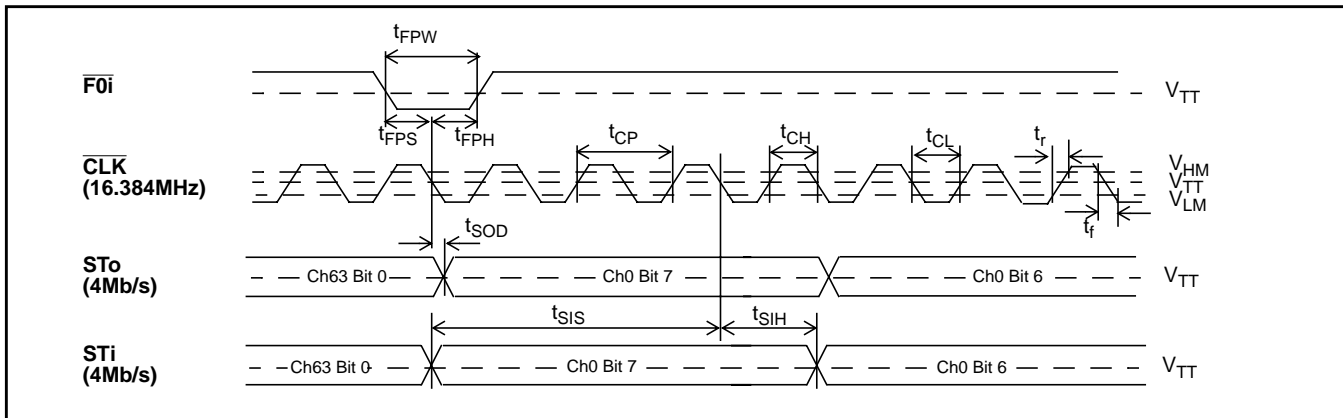 tFPW
F0i
VTT
tFPS
tFPH
tCP
tCH
tCL
tr
CLK
(16.384MHz)
VHM
VTT
VLM
tf
tSOD
STo
(4Mb/s)
Ch63 Bit 0
Ch0 Bit 7
Ch0 Bit 6
VTT
tSIS
tSIH
STi
(4Mb/s)
Ch63 Bit 0
Ch0 Bit 7
Ch0 Bit 6
VTT